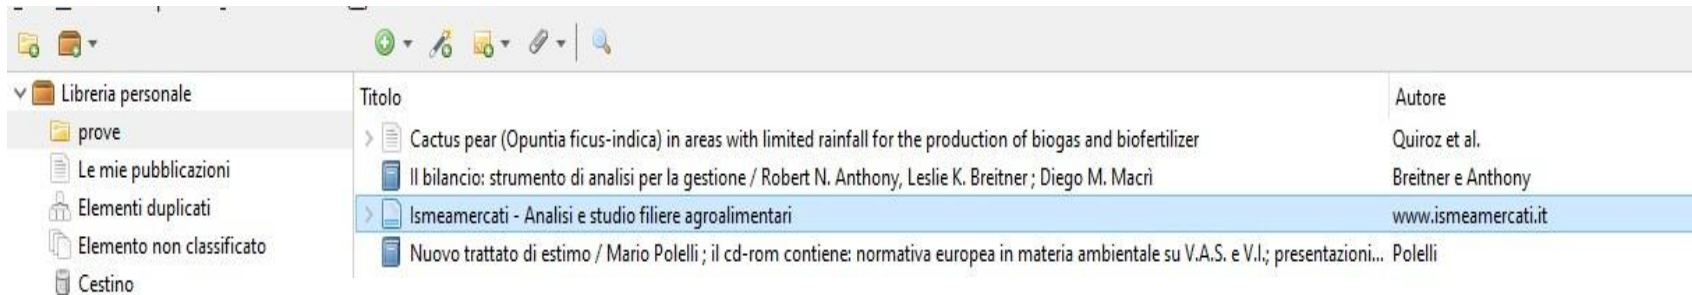 Libreria personale
prove
Le mie pubblicazioni
Elementi duplicati
Elemento non classificato
Cestino
Titolo Autore
Cactus pear (Opuntia ficus-indica) in areas with limited rainfall for the production of biogas and biofertilizer Quiroz et al.
Il bilancio: strumento di analisi per la gestione / Robert N. Anthony, Leslie K. Breitner ; Diego M. Macrì Breitner e Anthony
Ismeamercati - Analisi e studio filiere agroalimentari www.ismeamercati.it
Nuovo trattato di estimo / Mario Polelli ; il cd-rom contiene: normativa europea in materia ambientale su V.A.S. e V.I.; presentazioni... Polelli